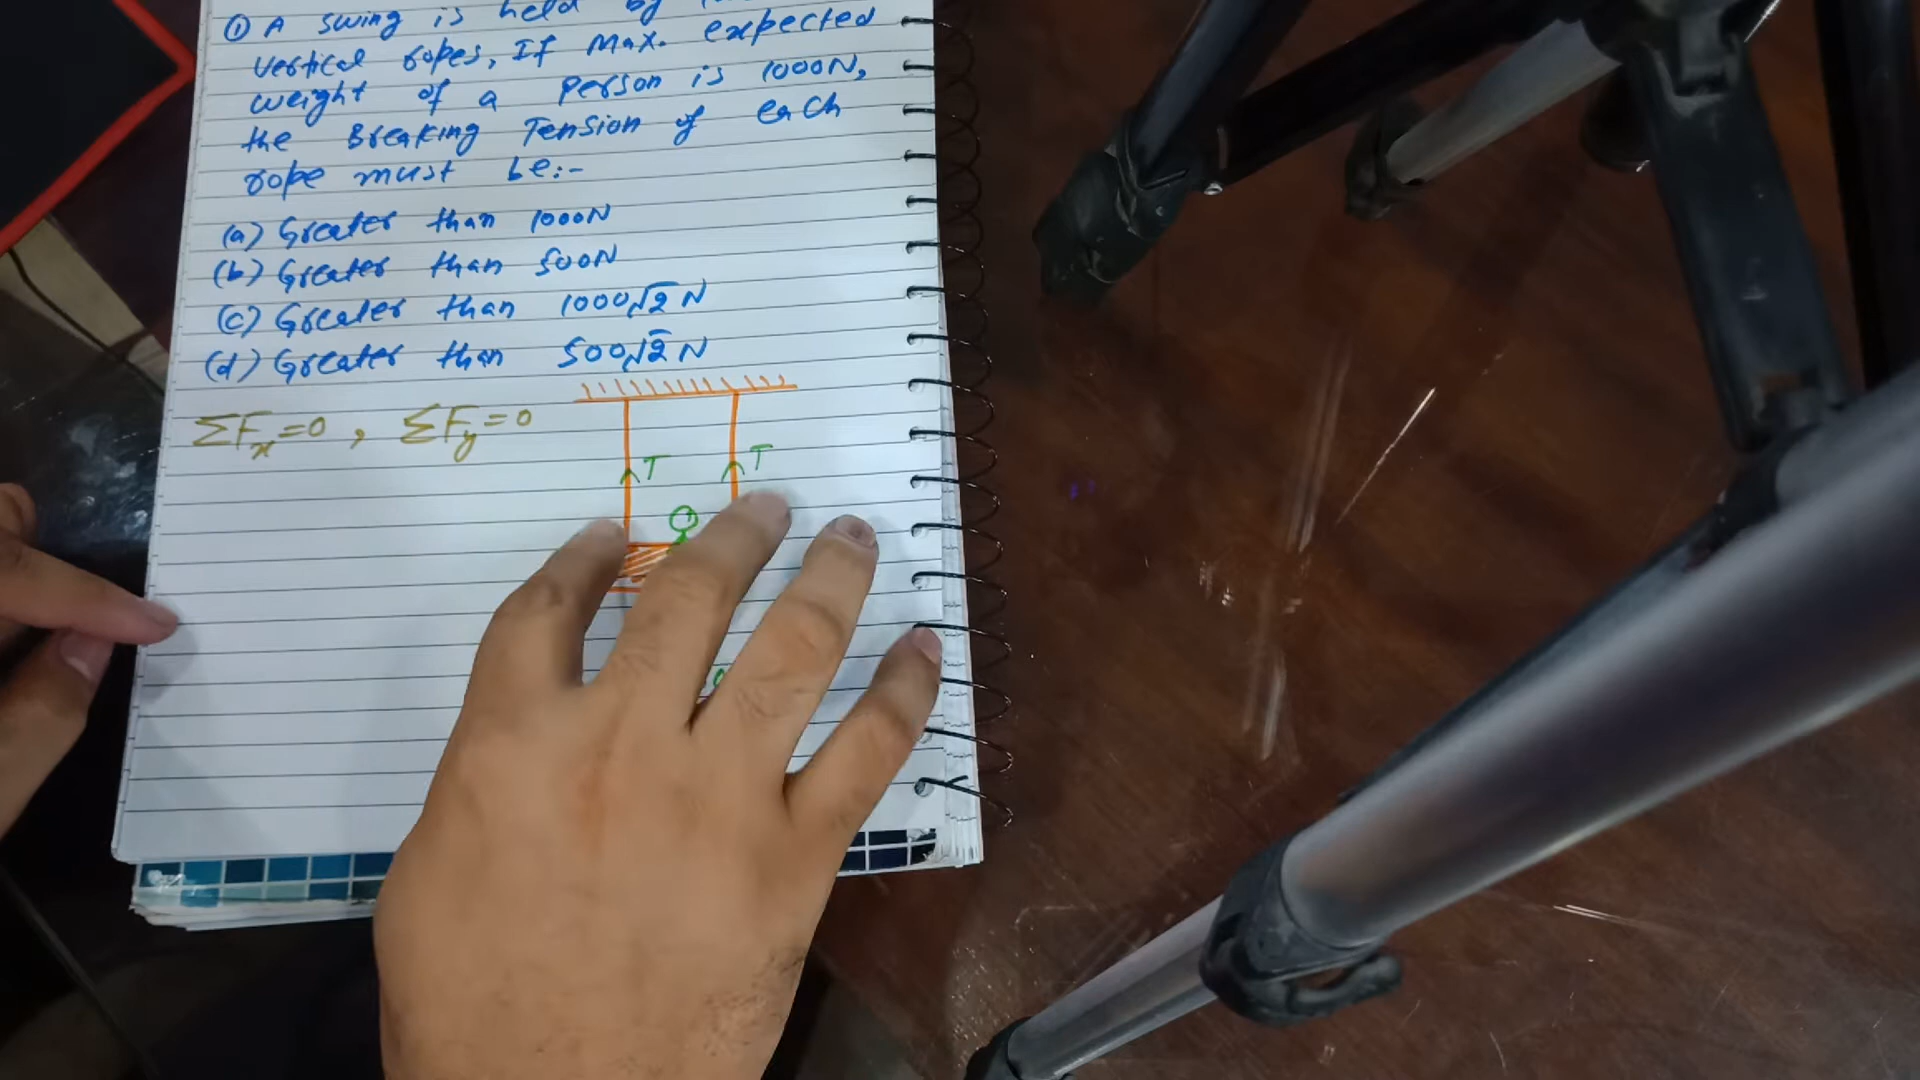 ① A swing is held by
vertical ropes, If Max. expected
weight of a person is 1000N,
the Breaking Tension of each
rope must be:-
(a) Greater than 1000N
(b) Greater than 500N
(c) Greater than 1000√2 N
(d) Greater than 500√2 N
ΣFx=0 , ΣFy=0
T T